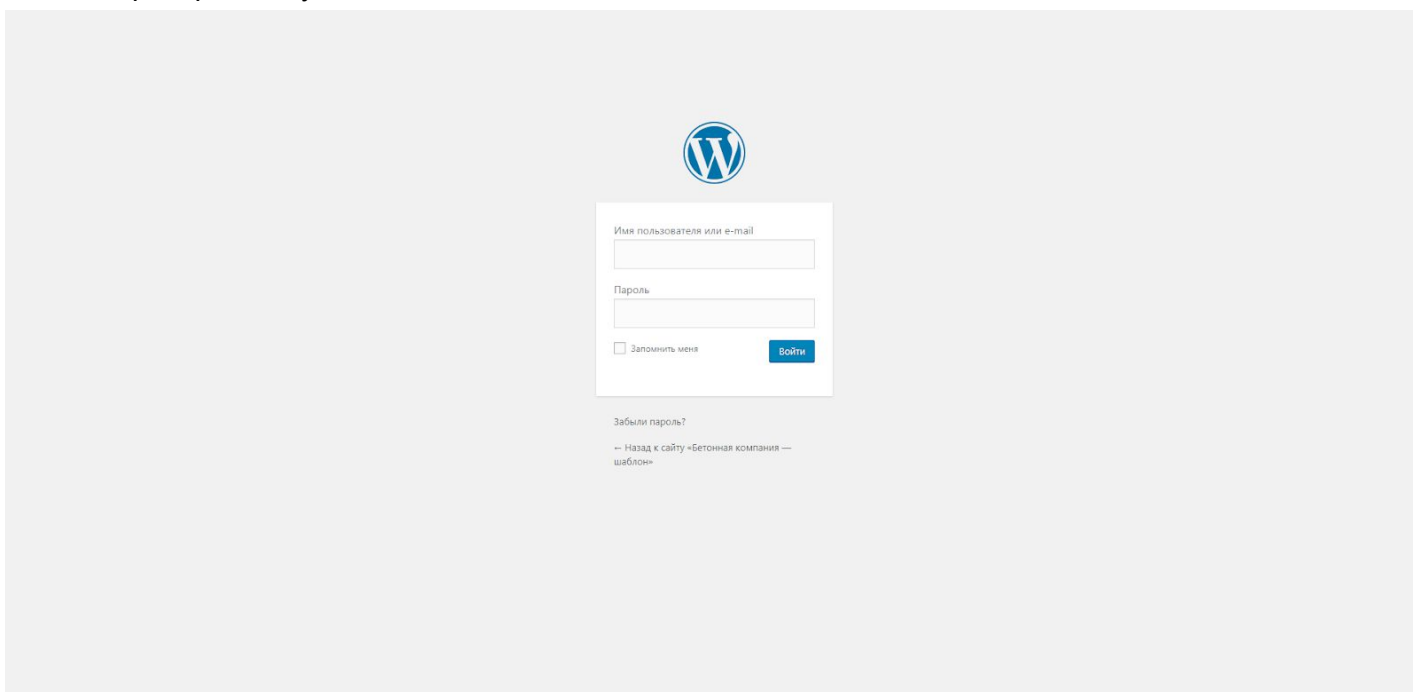 Имя пользователя или e-mail
Пароль
Запомнить меня
Войти
Забыли пароль?
← Назад к сайту «Бетонная компания —
шаблон»